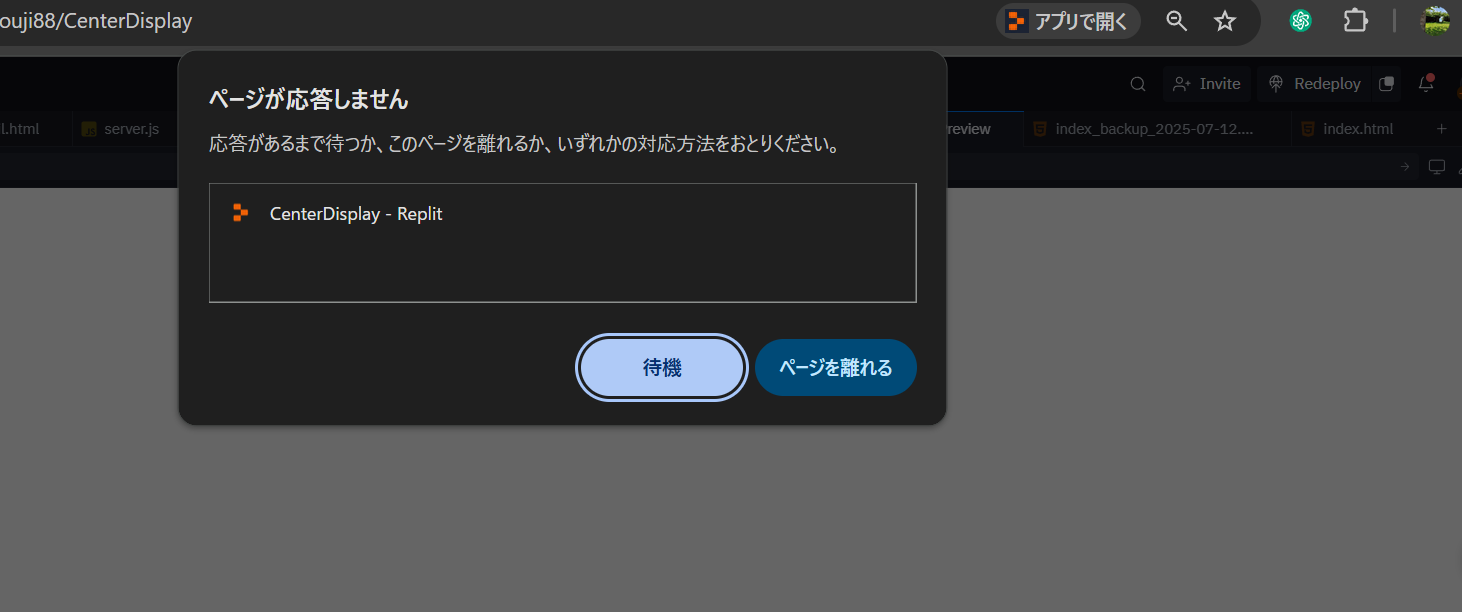 ouji88/CenterDisplay
アプリで開く
Invite
Redeploy
l.html
server.js
review
index_backup_2025-07-12....
index.html
ページが応答しません
応答があるまで待つか、このページを離れるか、いずれかの対応方法をおとりください。
CenterDisplay - Replit
待機
ページを離れる